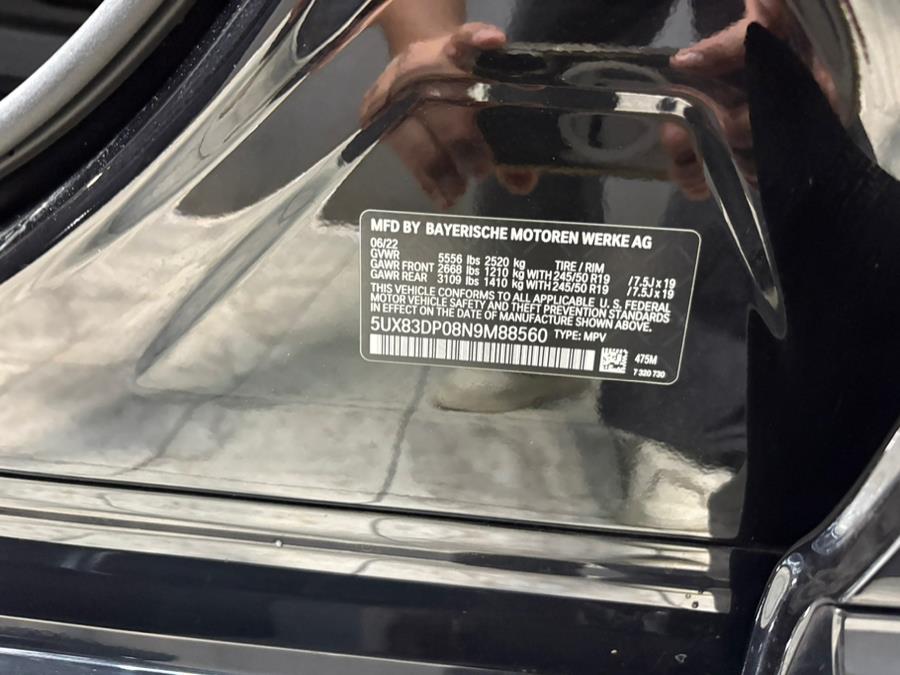 MFD BY BAYERISCHE MOTOREN WERKE AG
06/22
GVWR 5556 lbs 2520 kg TIRE / RIM
GAWR FRONT 2668 lbs 1210 kg WITH 245/50 R19 / 7.5J x 19
GAWR REAR 3109 lbs 1410 kg WITH 245/50 R19 / 7.5J x 19
THIS VEHICLE CONFORMS TO ALL APPLICABLE U. S. FEDERAL
MOTOR VEHICLE SAFETY AND THEFT PREVENTION STANDARDS
IN EFFECT ON THE DATE OF MANUFACTURE SHOWN ABOVE.
5UX83DP08N9M88560 TYPE: MPV
475M
7 320 730